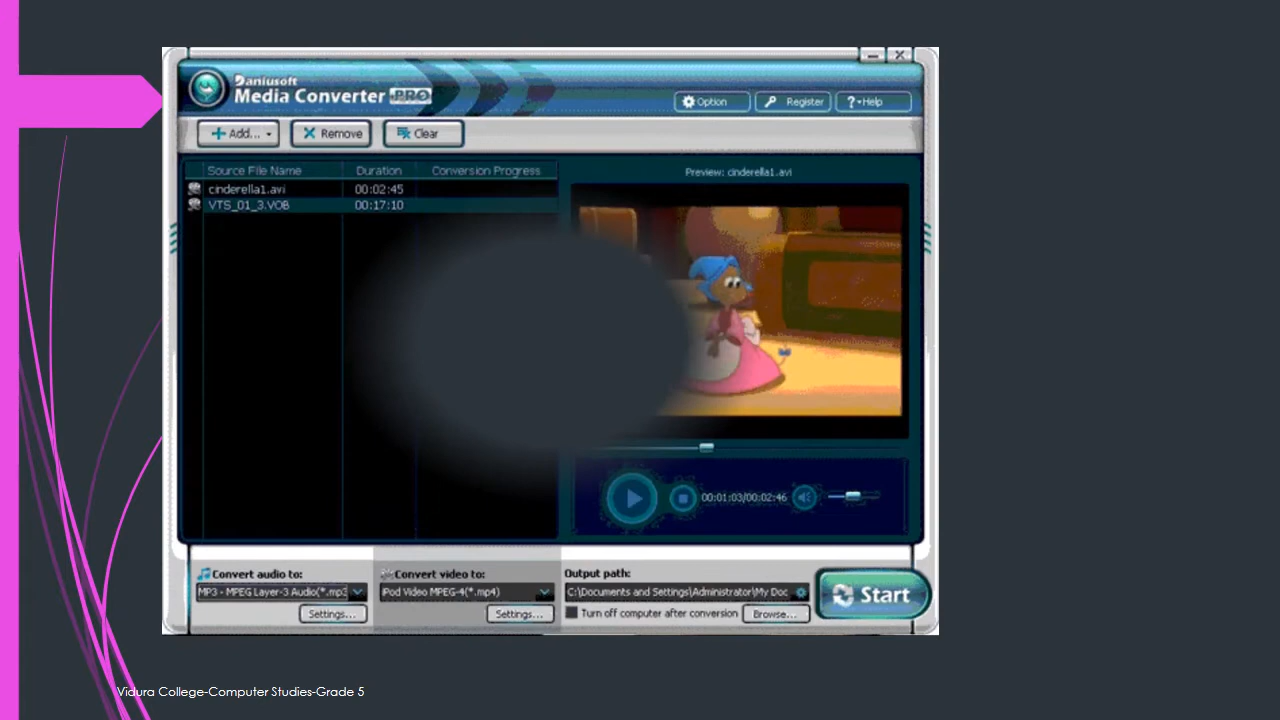 Daniusoft
Media Converter PRO
Option
Register
?▾Help
Add...
Remove
Clear
Source File Name
Duration
Conversion Progress
cinderella1.avi
00:02:45
VTS_01_3.VOB
00:17:10
Preview: cinderella1.avi
00:01:03/00:02:46
Convert audio to:
MP3 - MPEG Layer-3 Audio(*.mp3
Settings...
Convert video to:
iPod Video MPEG-4(*.mp4)
Settings...
Output path:
C:\Documents and Settings\Administrator\My Doc
Turn off computer after conversion
Browse...
Start
Vidura College-Computer Studies-Grade 5